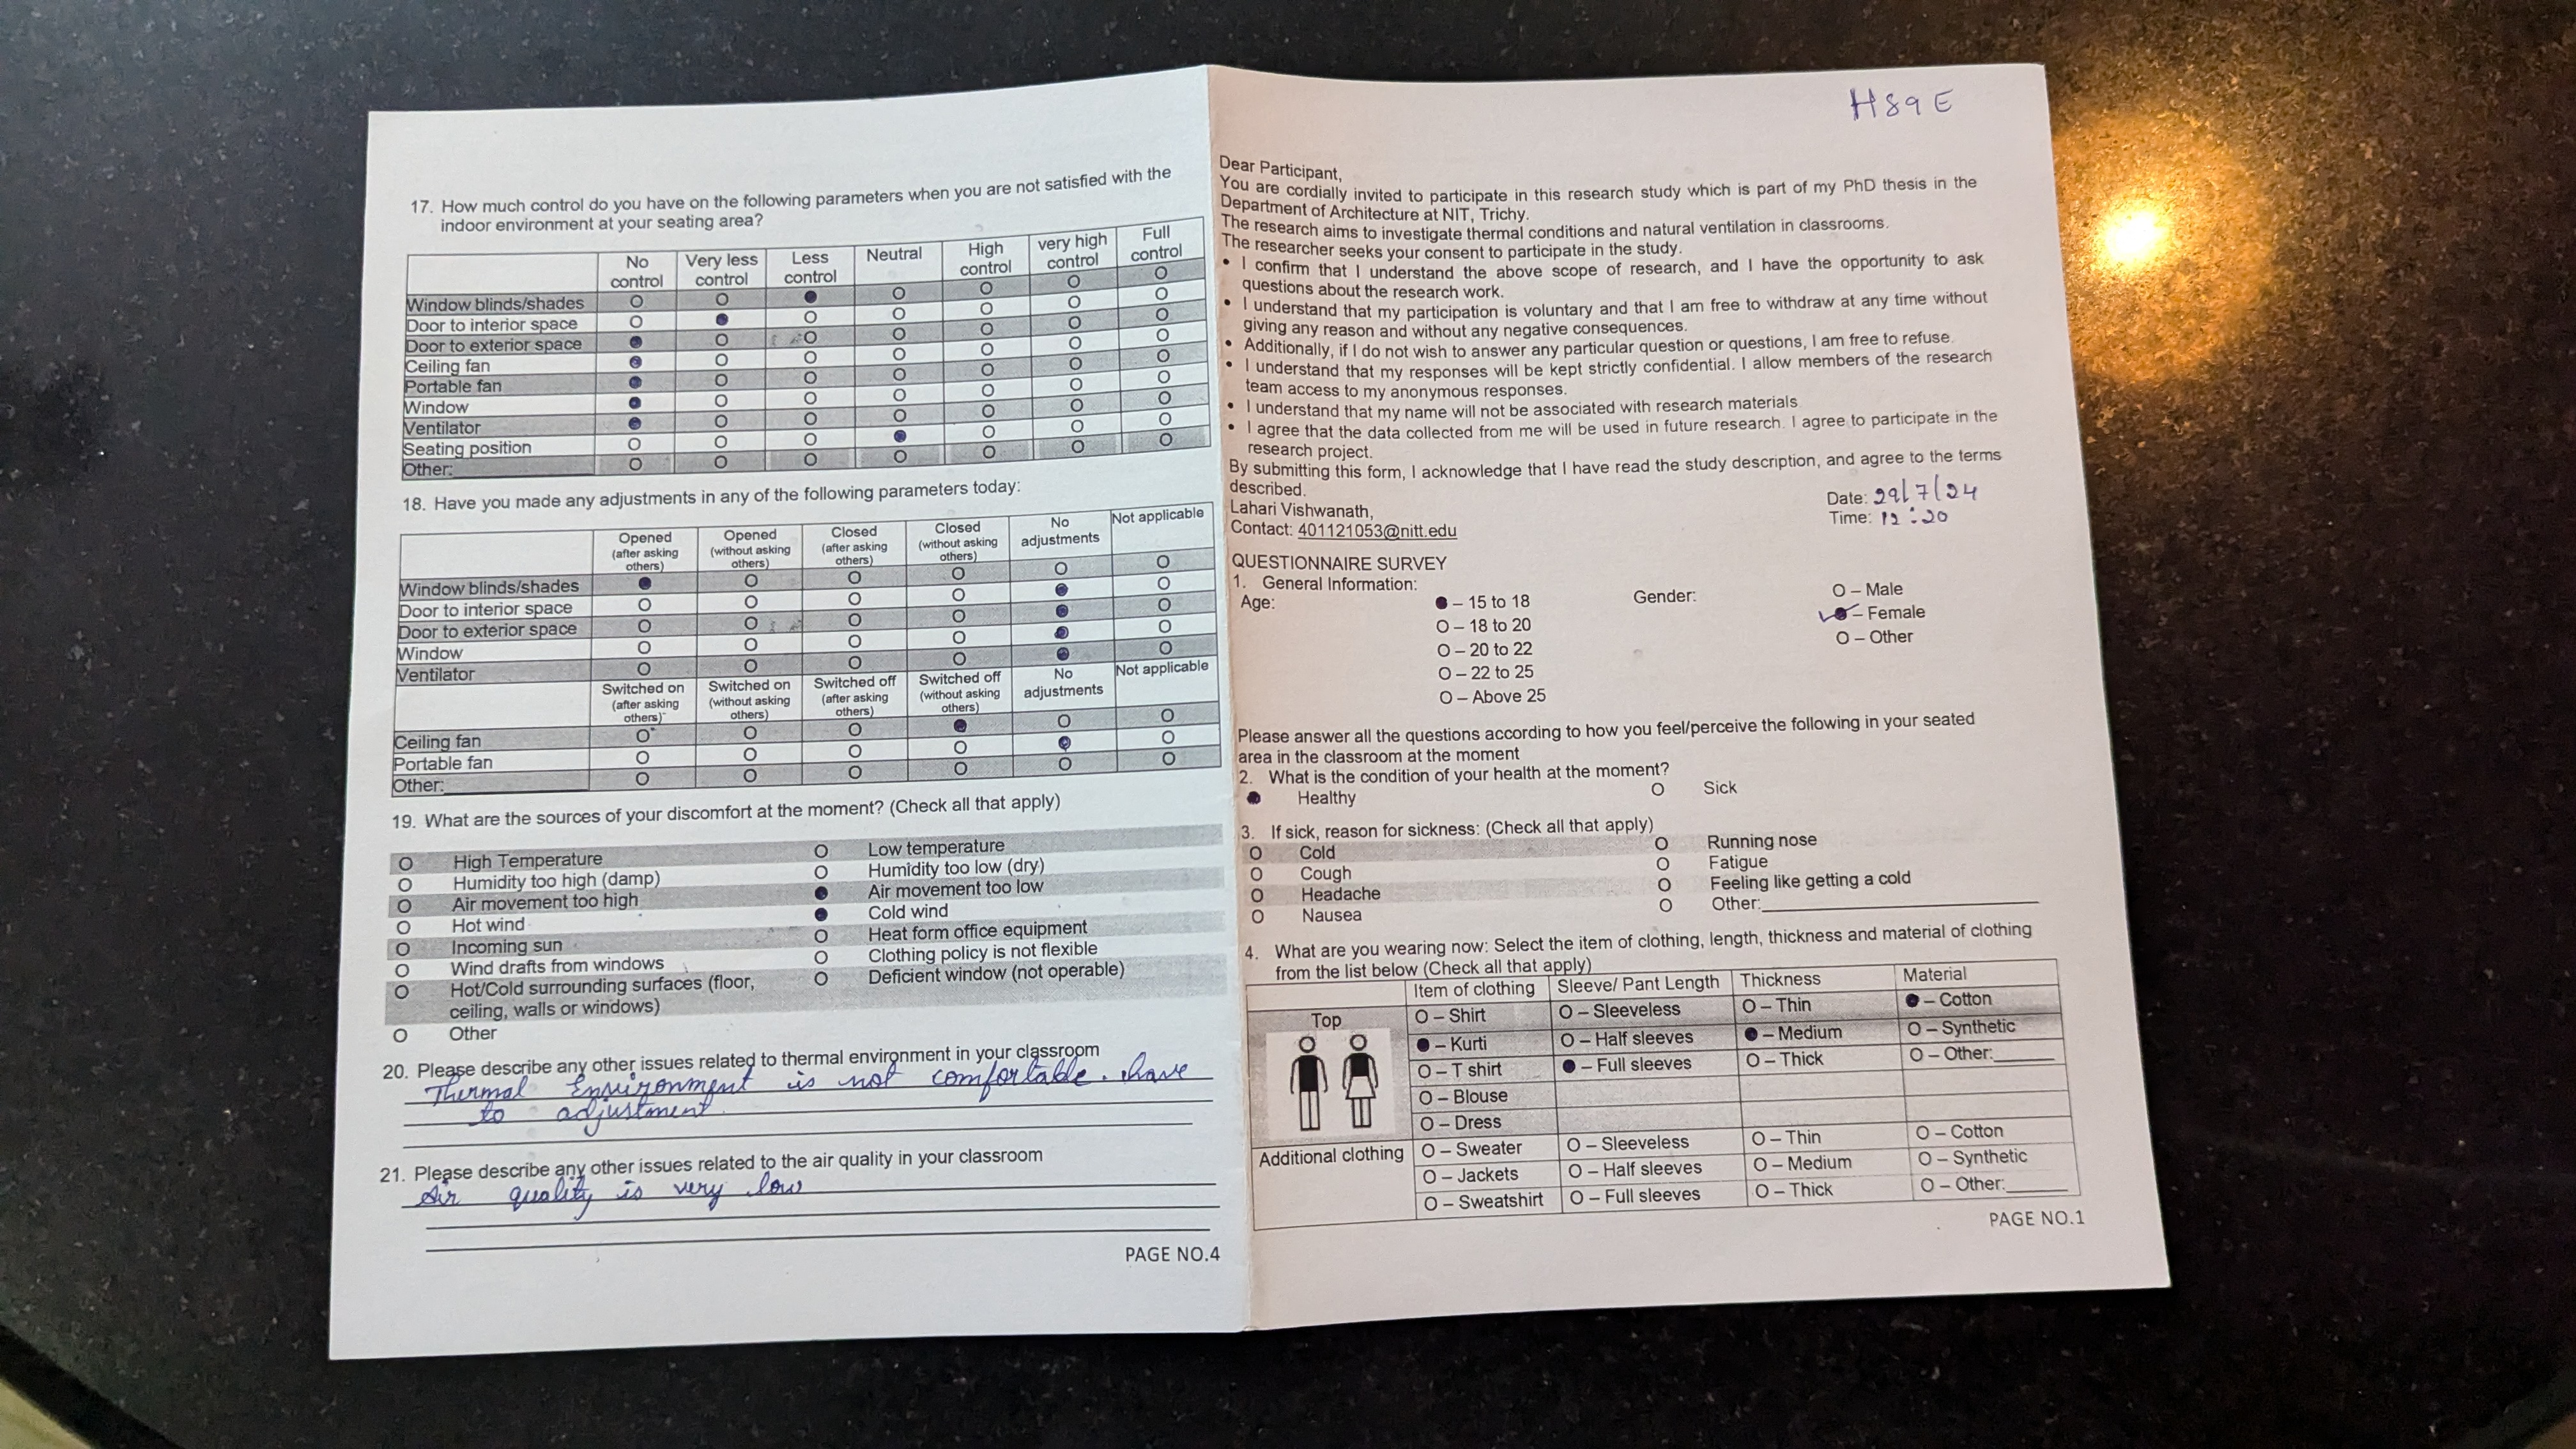 17. How much control do you have on the following parameters when you are not satisfied with the
indoor environment at your seating area?
No control Very less control Less control Neutral High control very high control Full control
Window blinds/shades O O ● O O O O
Door to interior space O ● O O O O O
Door to exterior space ● O O O O O O
Ceiling fan ● O O O O O O
Portable fan ● O O O O O O
Window ● O O O O O O
Ventilator ● O O O O O O
Seating position O O O ● O O O
Other: O O O O O O O
18. Have you made any adjustments in any of the following parameters today:
Opened (after asking others) Opened (without asking others) Closed (after asking others) Closed (without asking others) No adjustments Not applicable
Window blinds/shades ● O O O O O
Door to interior space O O O O ● O
Door to exterior space O O O O ● O
Window O O O O ● O
Ventilator O O O O ● O
Switched on (after asking others) Switched on (without asking others) Switched off (after asking others) Switched off (without asking others) No adjustments Not applicable
Ceiling fan O O O ● O O
Portable fan O O O O ● O
Other: O O O O O O
19. What are the sources of your discomfort at the moment? (Check all that apply)
O High Temperature O Low temperature
O Humidity too high (damp) O Humidity too low (dry)
O Air movement too high ● Air movement too low
O Hot wind ● Cold wind
O Incoming sun O Heat form office equipment
O Wind drafts from windows O Clothing policy is not flexible
O Hot/Cold surrounding surfaces (floor, O Deficient window (not operable)
ceiling, walls or windows)
O Other
20. Please describe any other issues related to thermal environment in your classroom
Thermal Environment is not comfortable. have
to adjustment.
21. Please describe any other issues related to the air quality in your classroom
Air quality is very low
PAGE NO.4
H89E
Dear Participant,
You are cordially invited to participate in this research study which is part of my PhD thesis in the
Department of Architecture at NIT, Trichy.
The research aims to investigate thermal conditions and natural ventilation in classrooms.
The researcher seeks your consent to participate in the study.
• I confirm that I understand the above scope of research, and I have the opportunity to ask
questions about the research work.
• I understand that my participation is voluntary and that I am free to withdraw at any time without
giving any reason and without any negative consequences.
• Additionally, if I do not wish to answer any particular question or questions, I am free to refuse.
• I understand that my responses will be kept strictly confidential. I allow members of the research
team access to my anonymous responses.
• I understand that my name will not be associated with research materials
• I agree that the data collected from me will be used in future research. I agree to participate in the
research project.
By submitting this form, I acknowledge that I have read the study description, and agree to the terms
described.
Date: 29/7/24
Lahari Vishwanath,
Time: 12:20
Contact: 401121053@nitt.edu
QUESTIONNAIRE SURVEY
1. General Information:
Age: ● – 15 to 18 Gender: O – Male
O – 18 to 20 ● – Female
O – 20 to 22 O – Other
O – 22 to 25
O – Above 25
Please answer all the questions according to how you feel/perceive the following in your seated
area in the classroom at the moment
2. What is the condition of your health at the moment?
● Healthy O Sick
3. If sick, reason for sickness: (Check all that apply)
O Cold O Running nose
O Cough O Fatigue
O Headache O Feeling like getting a cold
O Nausea O Other:
4. What are you wearing now: Select the item of clothing, length, thickness and material of clothing
from the list below (Check all that apply)
Item of clothing Sleeve/ Pant Length Thickness Material
Top O – Shirt O – Sleeveless O – Thin ● – Cotton
● – Kurti O – Half sleeves ● – Medium O – Synthetic
O – T shirt ● – Full sleeves O – Thick O – Other:
O – Blouse
O – Dress
Additional clothing O – Sweater O – Sleeveless O – Thin O – Cotton
O – Jackets O – Half sleeves O – Medium O – Synthetic
O – Sweatshirt O – Full sleeves O – Thick O – Other:
PAGE NO.1